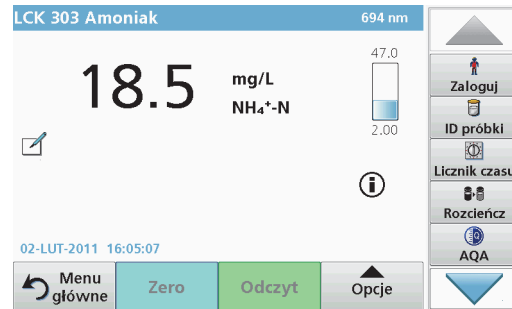 LCK 303 Amoniak 694 nm
47.0
18.5 mg/L
NH₄⁺-N
2.00
02-LUT-2011 16:05:07
Menu
główne
Zero
Odczyt
Opcje
Zaloguj
ID próbki
Licznik czasu
Rozcieńcz
AQA